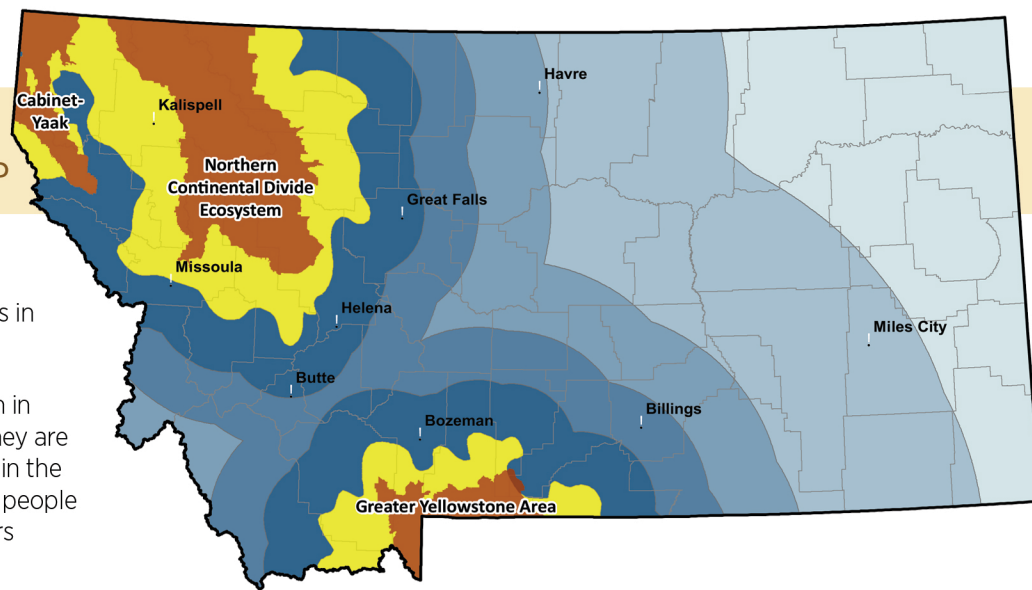 Havre
Cabinet-
Yaak
Kalispell
P
Northern
Continental Divide
Ecosystem
Great Falls
Missoula
s in
Helena
Miles City
Butte
n in
Billings
Bozeman
hey are
in the
people
Greater Yellowstone Area
rs